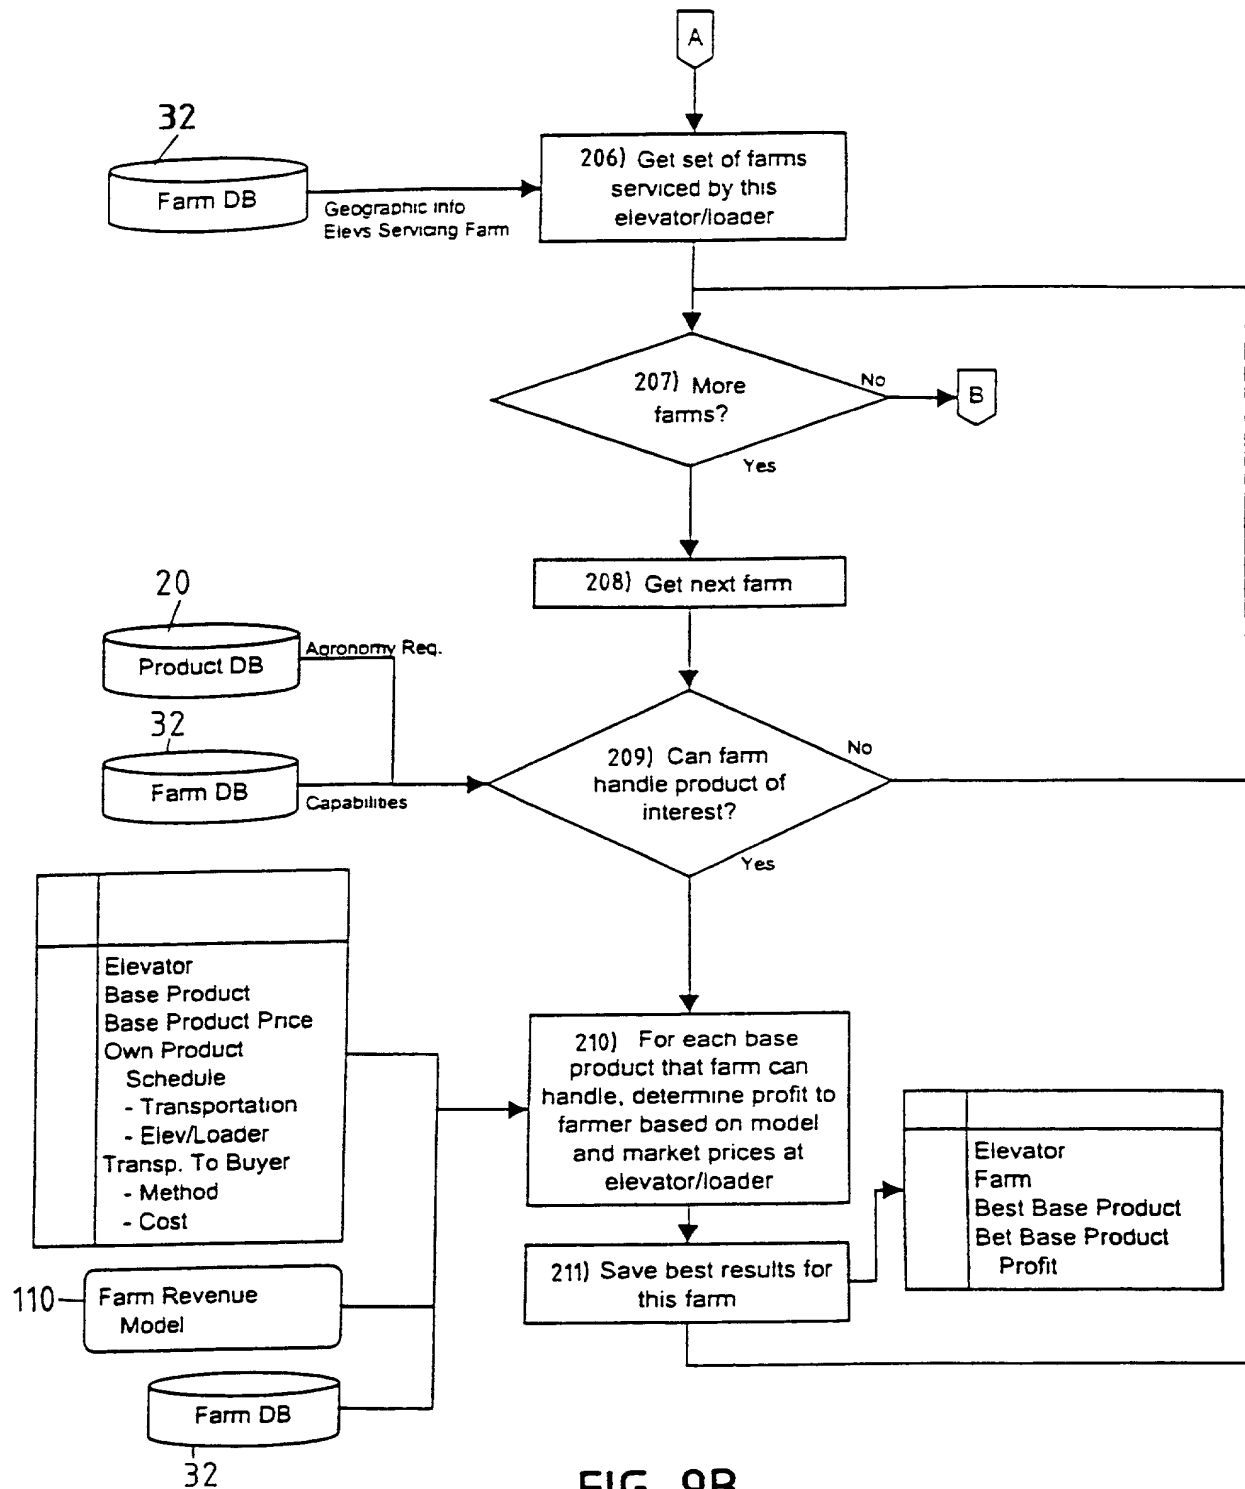 A
32
Farm DB
Geographic Info
Elevs Servicing Farm
206) Get set of farms
serviced by this
elevator/loader
207) More
farms?
No
B
Yes
208) Get next farm
20
Product DB
Agronomy Req.
32
Farm DB
Capabilities
209) Can farm
handle product of
interest?
No
Yes
Elevator
Base Product
Base Product Price
Own Product
Schedule
- Transportation
- Elev/Loader
Transp. To Buyer
- Method
- Cost
210) For each base
product that farm can
handle, determine profit to
farmer based on model
and market prices at
elevator/loader
Elevator
Farm
Best Base Product
Bet Base Product
Profit
211) Save best results for
this farm
110
Farm Revenue
Model
Farm DB
32
FIG. 9B